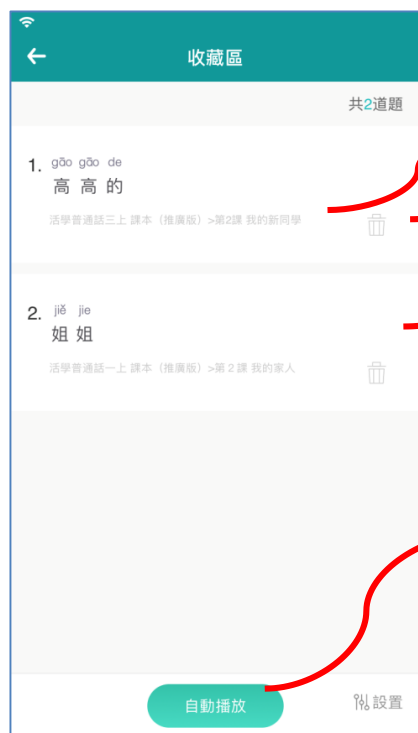 收藏區
共2道題
1. gāo gāo de
高高的
活學普通話三上 課本（推廣版）>第2課 我的新同學
2. jiě jie
姐姐
活學普通話一上 課本（推廣版）>第 2 課 我的家人
自動播放
設置